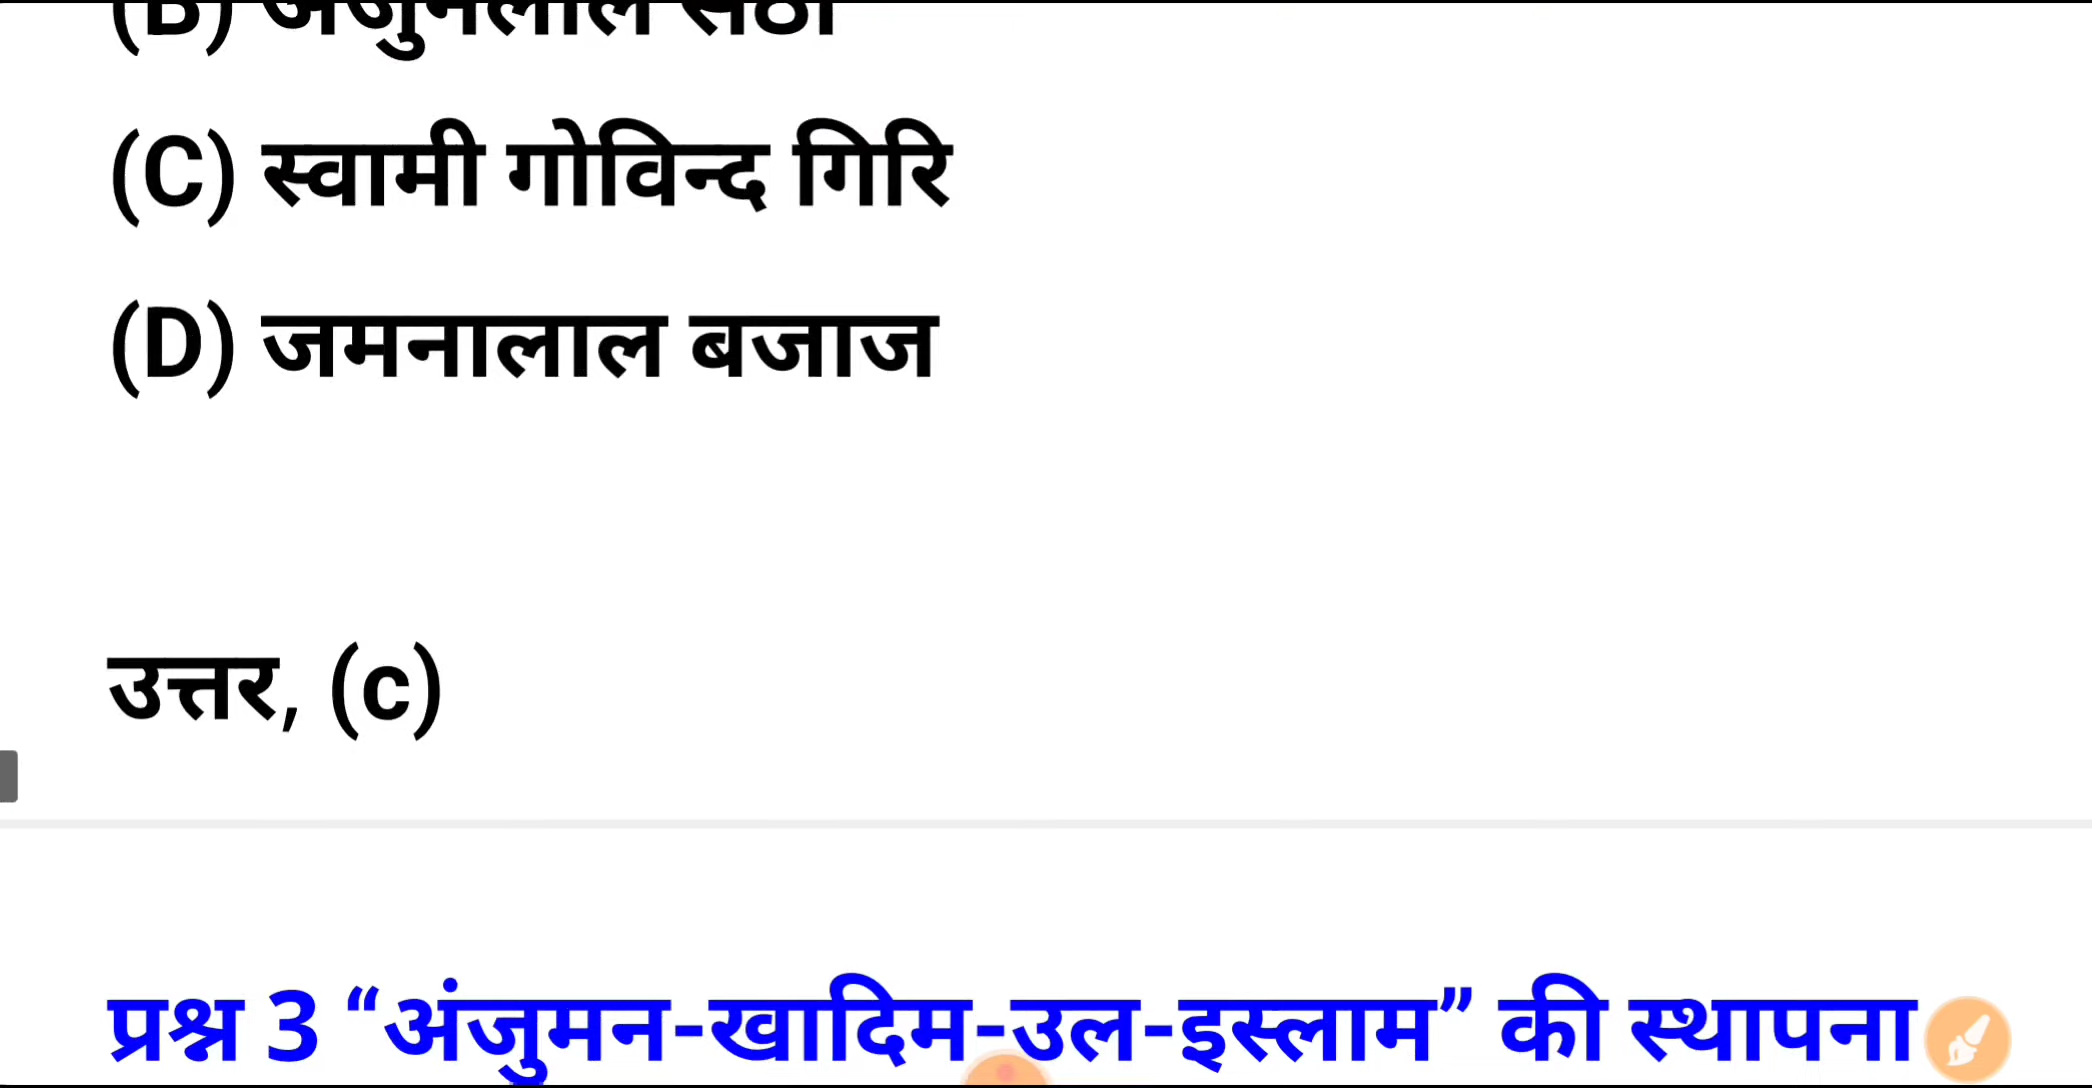 (C) स्वामी गोविन्द गिरि
(D) जमनालाल बजाज
उत्तर, (c)
प्रश्न 3 “अंजुमन-खादिम-उल-इस्लाम” की स्थापना